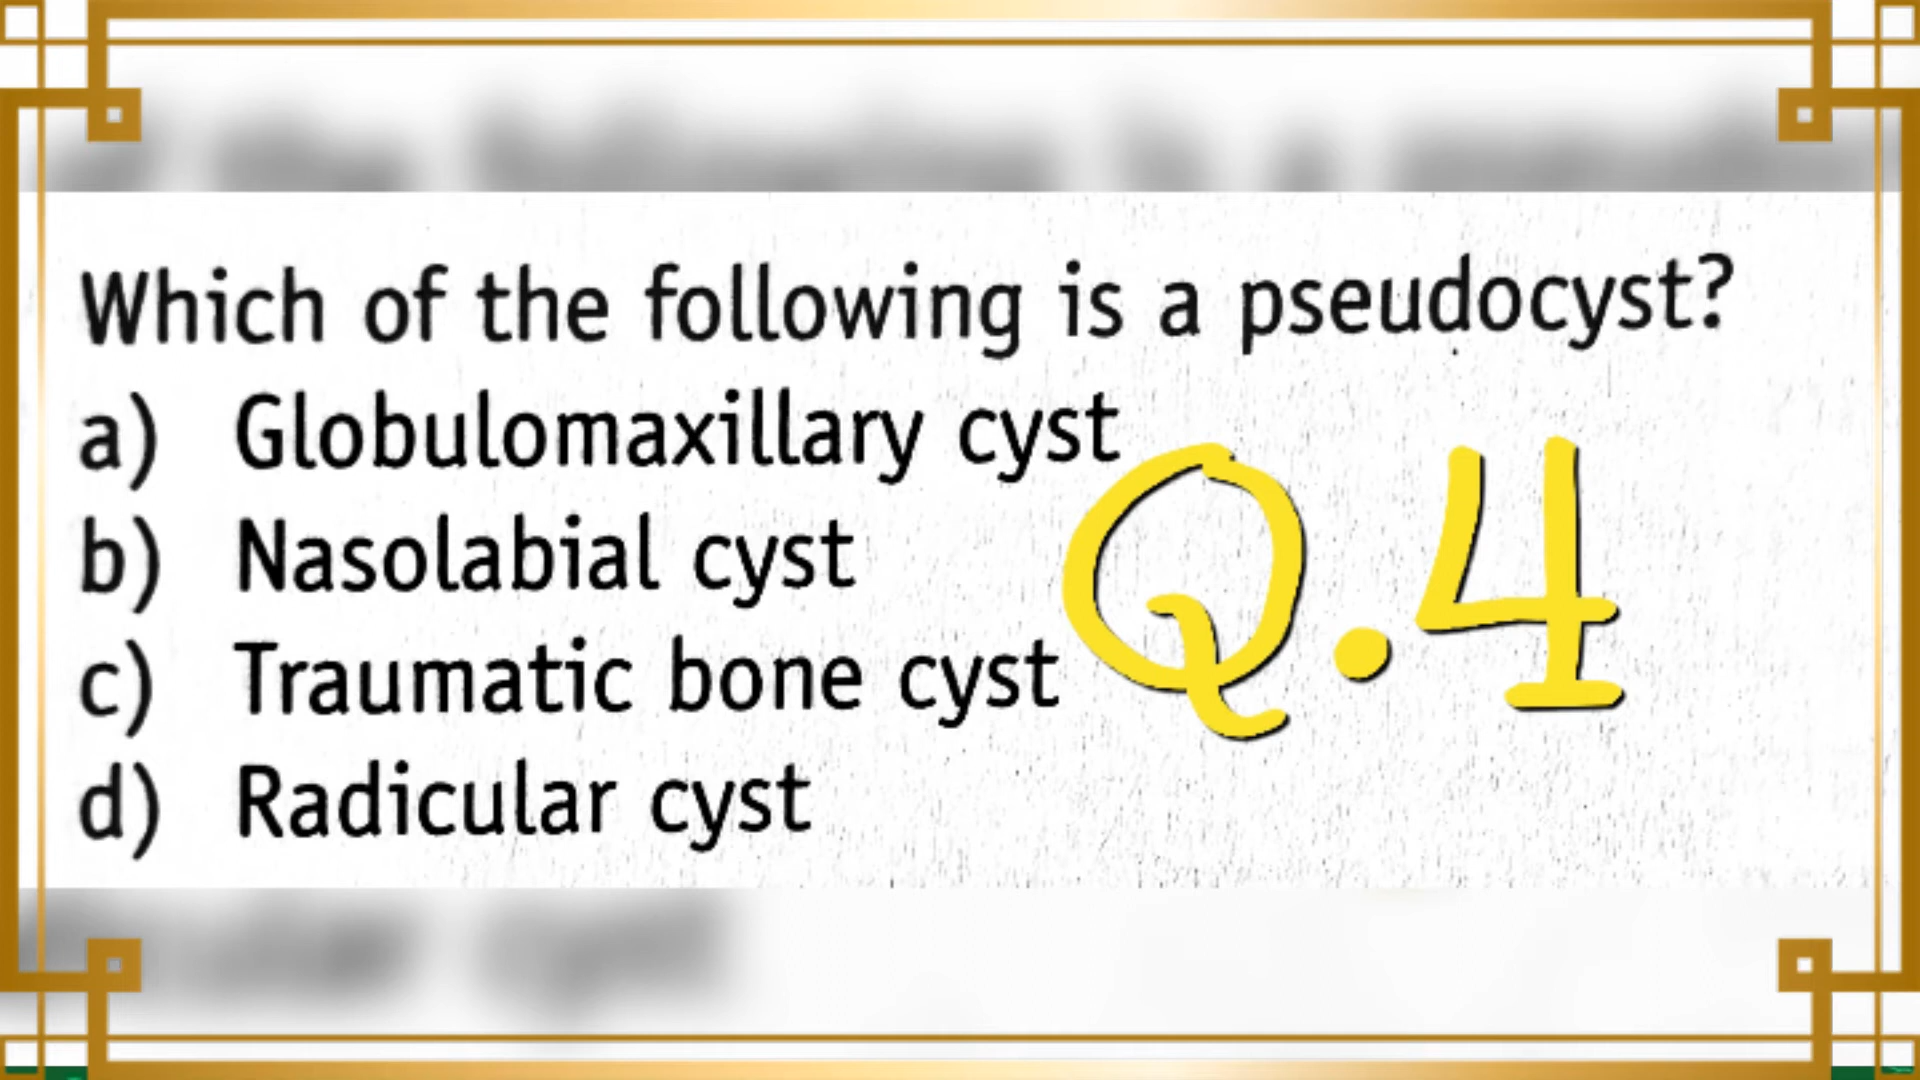 Which of the following is a pseudocyst?
a) Globulomaxillary cyst
b) Nasolabial cyst
c) Traumatic bone cyst
d) Radicular cyst
Q.4